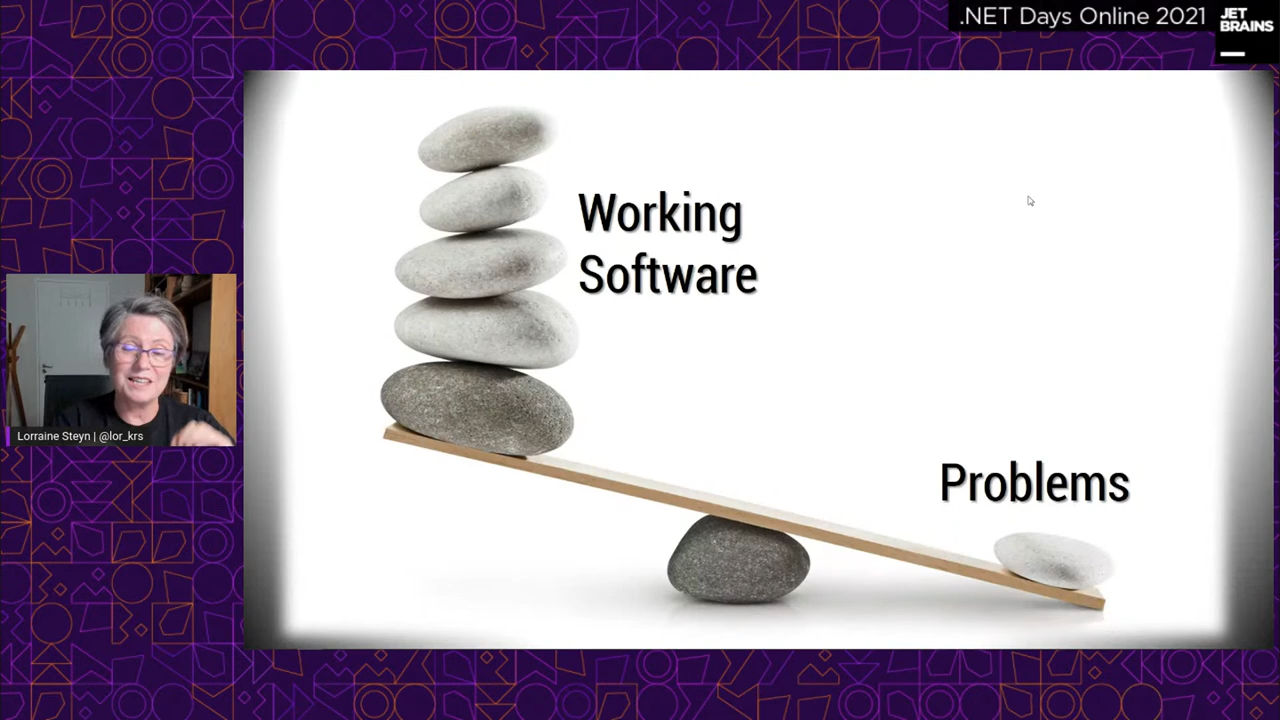 .NET Days Online 2021
JET
BRAINS
Working
Software
Problems
Lorraine Steyn | @lor_krs